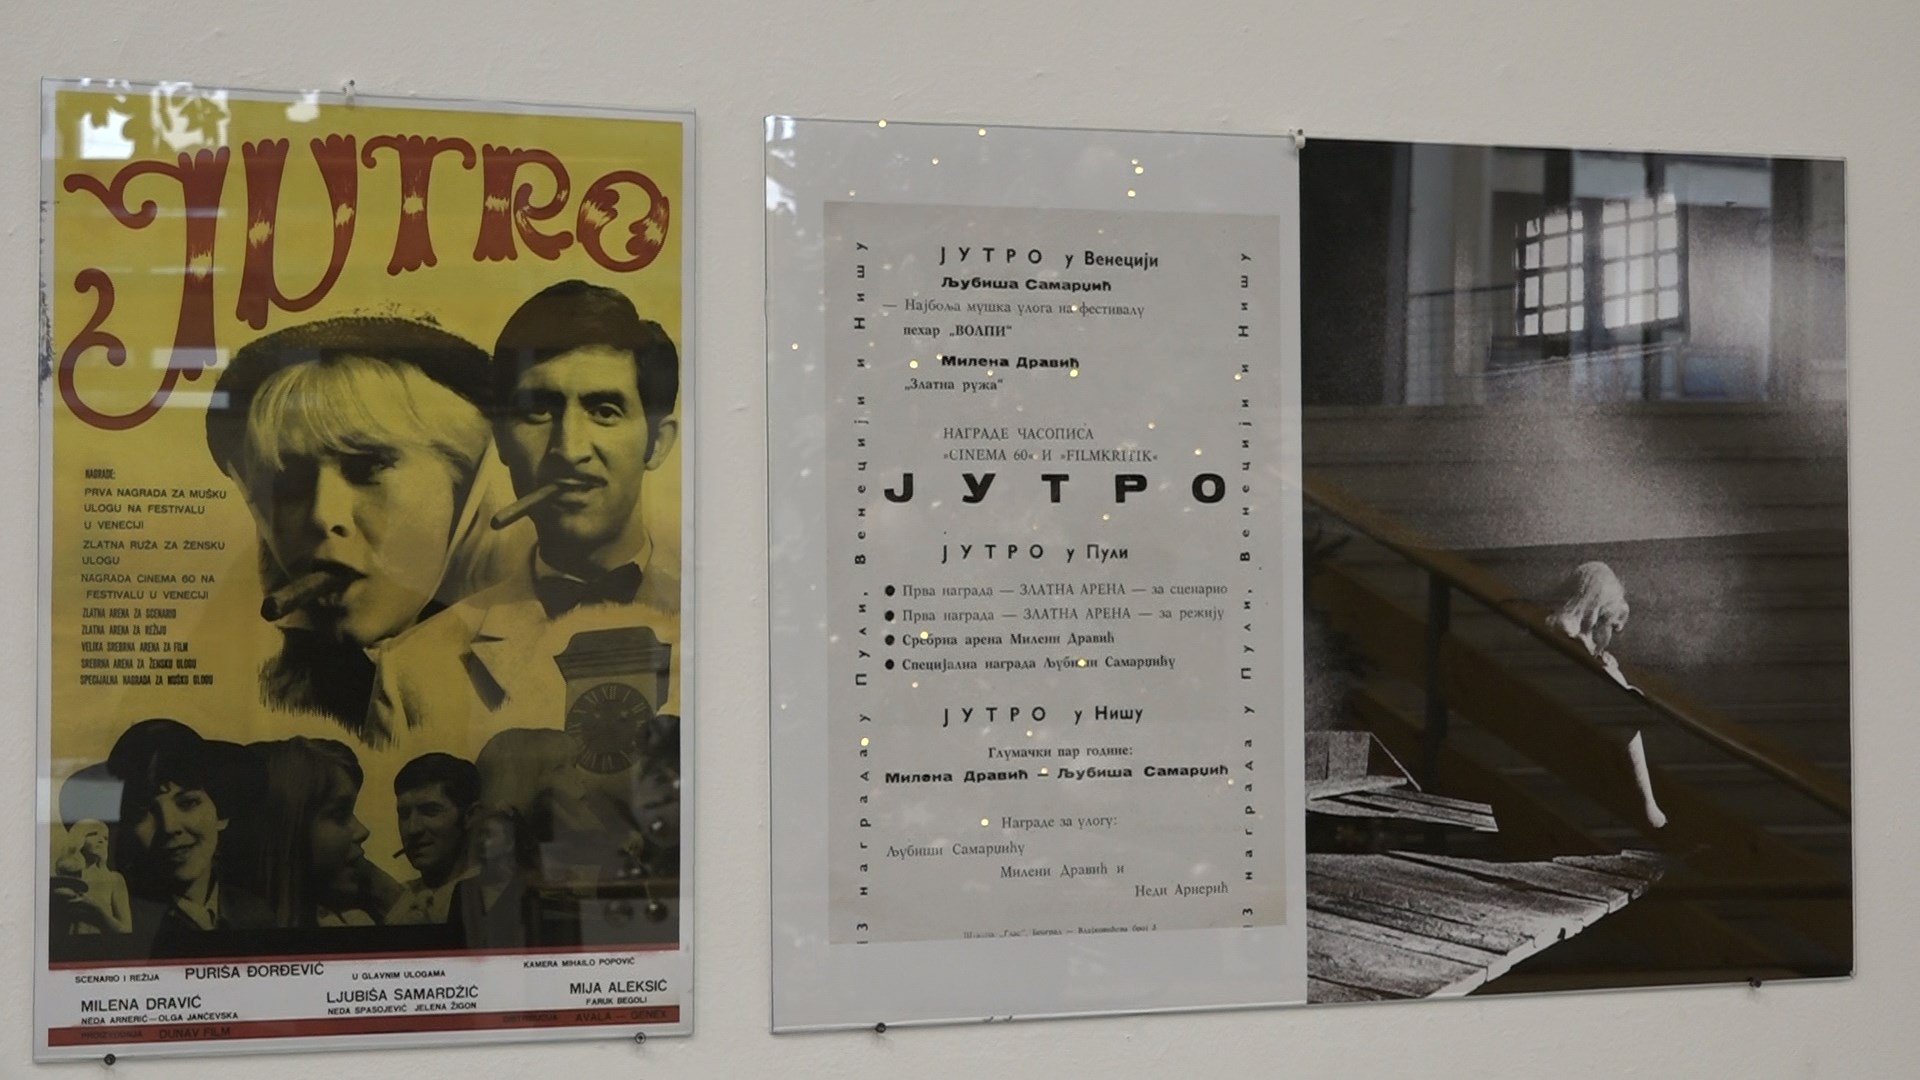 JUTRO
NAGRADE:
PRVA NAGRADA ZA MUŠKU
ULOGU NA FESTIVALU
U VENECIJI
ZLATNA RUŽA ZA ŽENSKU
ULOGU
NAGRADA CINEMA 60 NA
FESTIVALU U VENECIJI
ZLATNA ARENA ZA SCENARIO
ZLATNA ARENA ZA REŽIJU
VELIKA SREBRNA ARENA ZA FILM
SREBRNA ARENA ZA ŽENSKU ULOGU
SPECIJALNA NAGRADA ZA MUŠKU ULOGU
SCENARIO I REŽIJA PURIŠA ĐORĐEVIĆ U GLAVNIM ULOGAMA KAMERA MIHAILO POPOVIĆ
MILENA DRAVIĆ LJUBIŠA SAMARDŽIĆ MIJA ALEKSIĆ
NEDA ARNERIĆ—OLGA JANČEVSKA NEDA SPASOJEVIĆ JELENA ŽIGON FARUK BEGOLI
PROIZVODNJA DUNAV FILM DISTRIBUCIJA AVALA — GENEX
13 награда у Пули, Венецији и Нишу
ЈУТРО у Венецији
Љубиша Самарџић
— Најбоља мушка улога на фестивалу
пехар „ВОЛПИ“
Милена Дравић
„Златна ружа“
НАГРАДЕ ЧАСОПИСА
»CINEMA 60« И »FILMKRITIK«
ЈУТРО
ЈУТРО у Пули
● Прва награда — ЗЛАТНА АРЕНА — за сценарио
● Прва награда — ЗЛАТНА АРЕНА — за режију
● Сребрна арена Милени Дравић
● Специјална награда Љубиши Самарџићу
ЈУТРО у Нишу
Глумачки пар године:
Милена Дравић — Љубиша Самарџић
Награде за улогу:
Љубиши Самарџићу
Милени Дравић и
Неди Арнерић
„Глас“, Београд —
13 награда у Пули, Венецији и Нишу